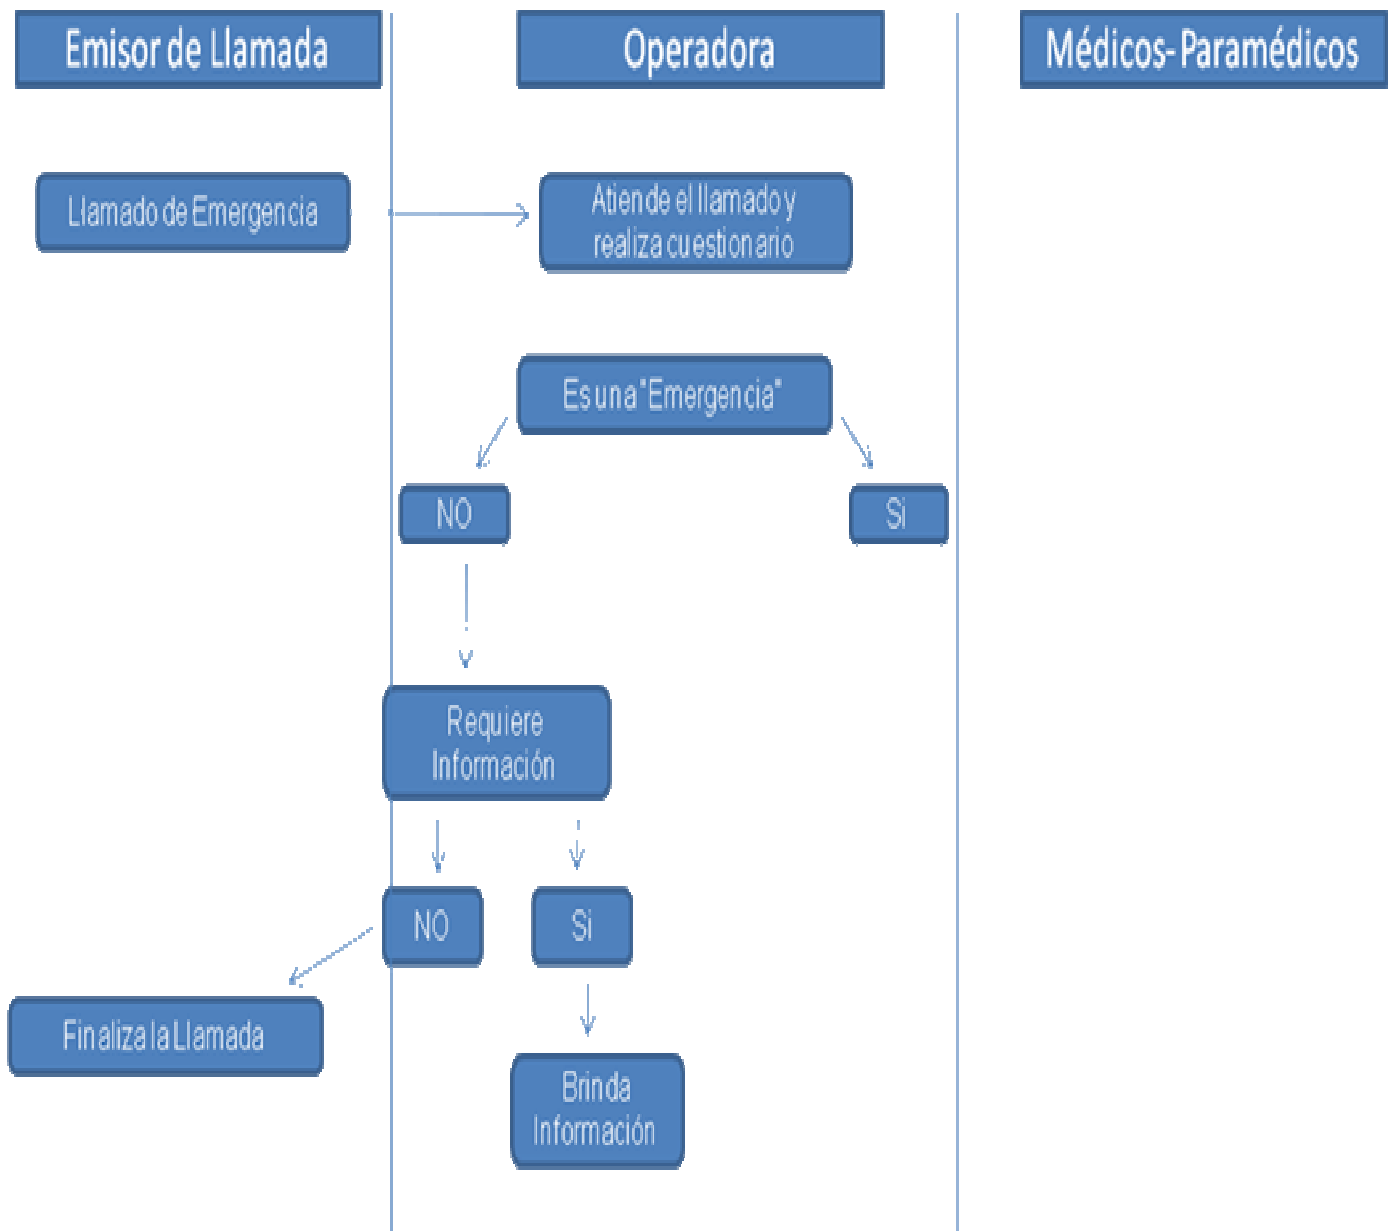 Emisor de Llamada
Operadora
Médicos- Paramédicos
Llamado de Emergencia
Atiende el llamado y
realiza cuestionario
Es una "Emergencia"
NO
Si
Requiere
Información
NO
Si
Finaliza la Llamada
Brinda
Información